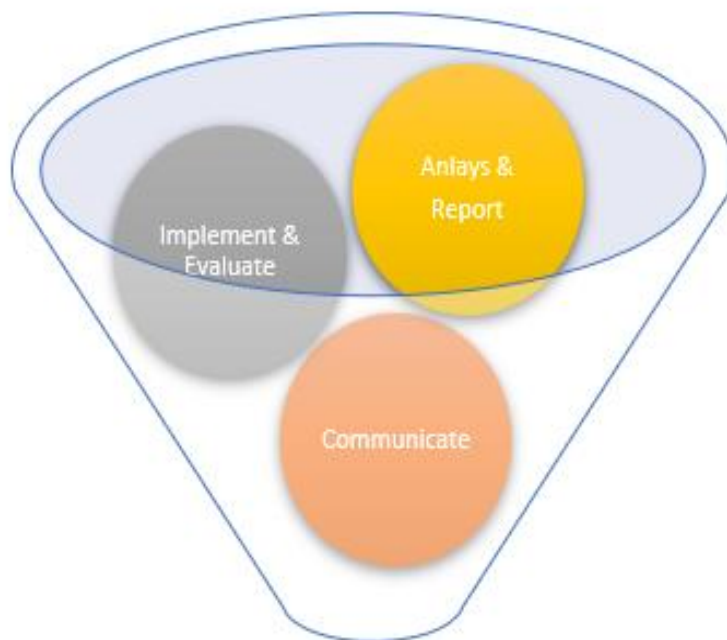 Anlays &
Report
Implement &
Evaluate
Communicate